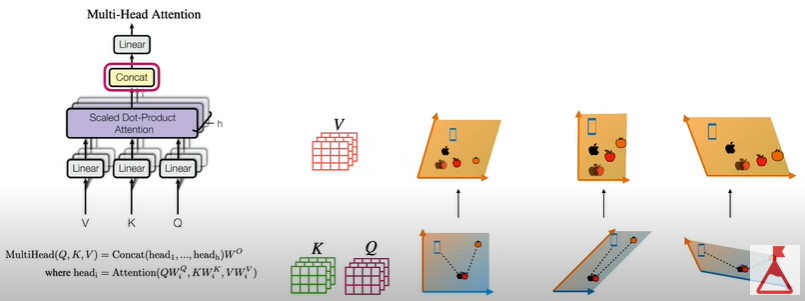 Multi-Head Attention
Linear
Concat
Scaled Dot-Product
Attention
h
Linear
Linear
Linear
V
K
Q
MultiHead(Q, K, V) = Concat(head₁, ..., headₕ)W^O
where headᵢ = Attention(QWᵢ^Q, KWᵢ^K, VWᵢ^V)
V
K
Q